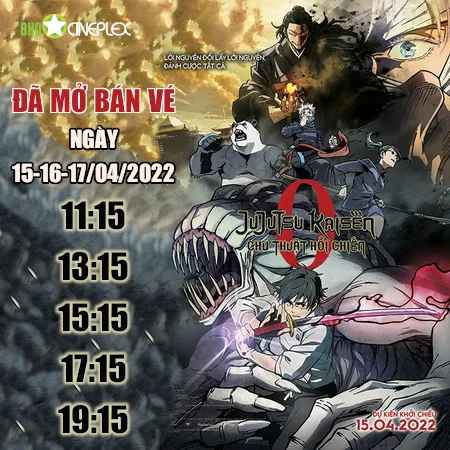 BHD CINEPLEX
LỜI NGUYỀN ĐỔI LẤY LỜI NGUYỀN,
ĐÁNH CƯỢC TẤT CẢ
ĐÃ MỞ BÁN VÉ
NGÀY
15-16-17/04/2022
11:15
13:15
15:15
17:15
19:15
0
JUJUTSU KAISEN
CHÚ THUẬT HỒI CHIẾN
DỰ KIẾN KHỞI CHIẾU
15.04.2022